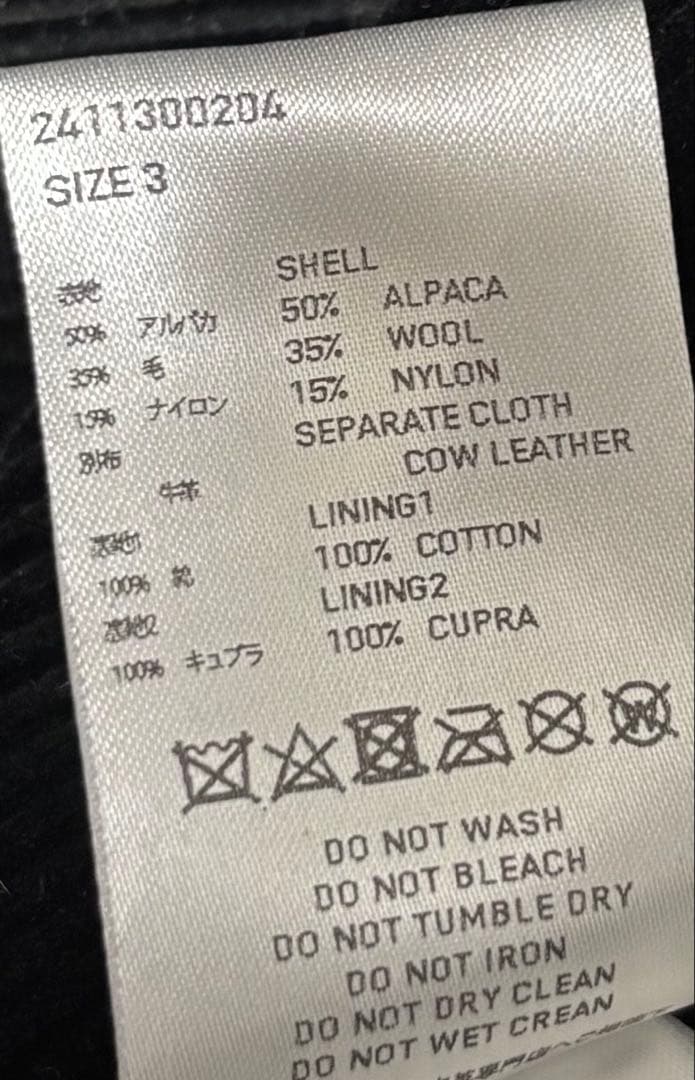 2411300204
SIZE 3
表地 SHELL
50% アルパカ 50% ALPACA
35% 毛 35% WOOL
15% ナイロン 15% NYLON
別布 SEPARATE CLOTH
牛革 COW LEATHER
裏地1 LINING1
100% 綿 100% COTTON
裏地2 LINING2
100% キュプラ 100% CUPRA
W
DO NOT WASH
DO NOT BLEACH
DO NOT TUMBLE DRY
DO NOT IRON
DO NOT DRY CLEAN
DO NOT WET CREAN